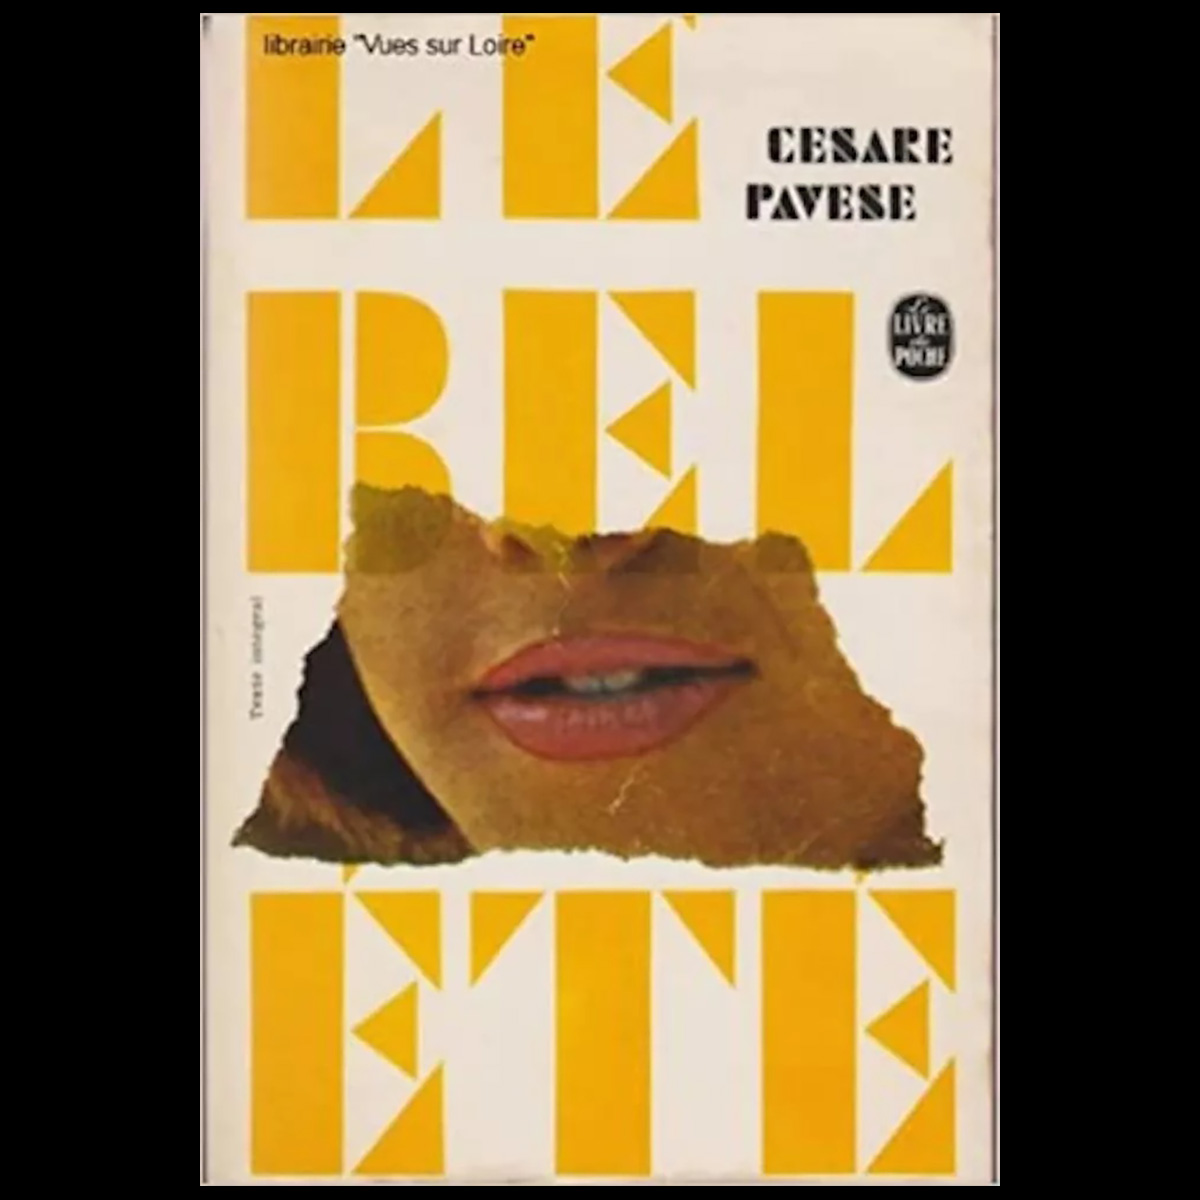 librairie "Vues sur Loire"
LE
CESARE
PAVESE
BEL
Le
LIVRE
de
POCHE
Texte intégral
ÉTÉ